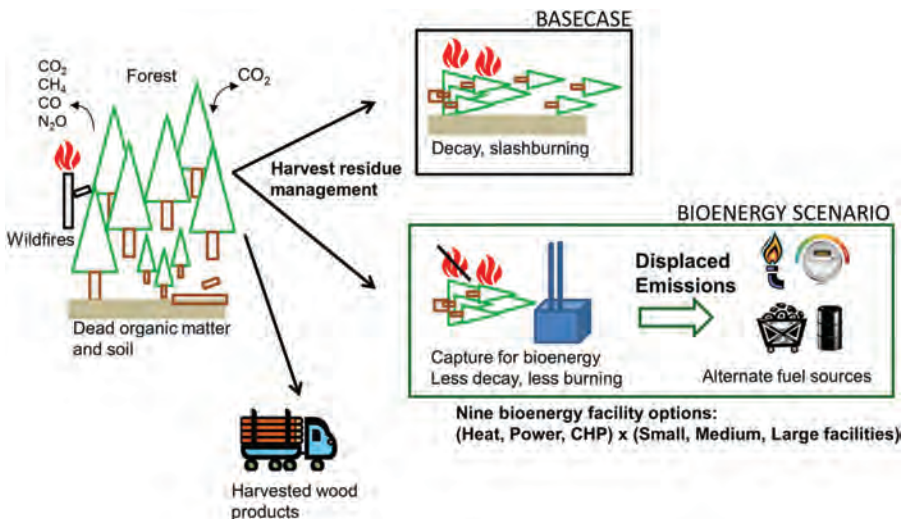 BASECASE
CO₂
CH₄
CO
N₂O
Forest
CO₂
Decay, slashburning
Harvest residue
management
Wildfires
BIOENERGY SCENARIO
Displaced
Emissions
Dead organic matter
and soil
Capture for bioenergy
Less decay, less burning
Alternate fuel sources
Nine bioenergy facility options:
(Heat, Power, CHP) x (Small, Medium, Large facilities)
Harvested wood
products